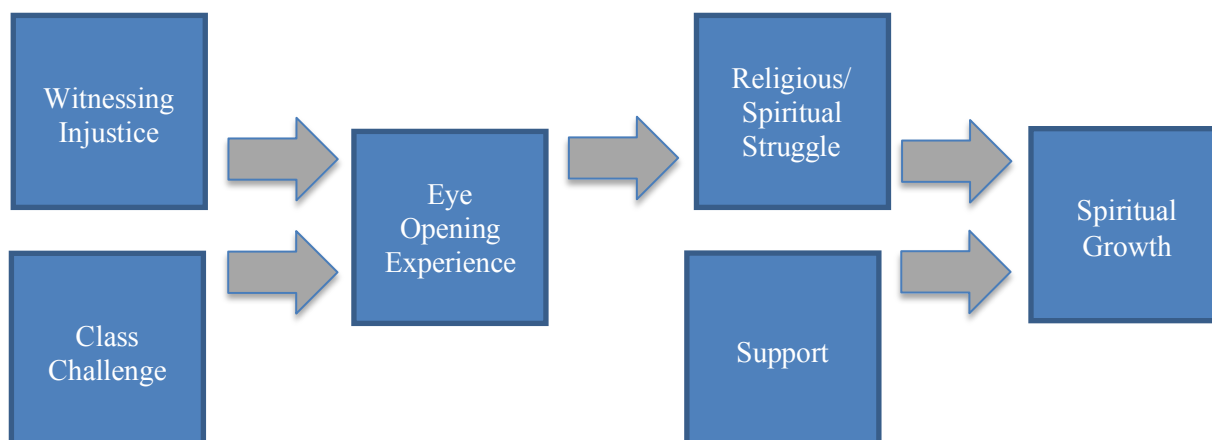 Witnessing
Injustice
Class
Challenge
Eye
Opening
Experience
Religious/
Spiritual
Struggle
Support
Spiritual
Growth